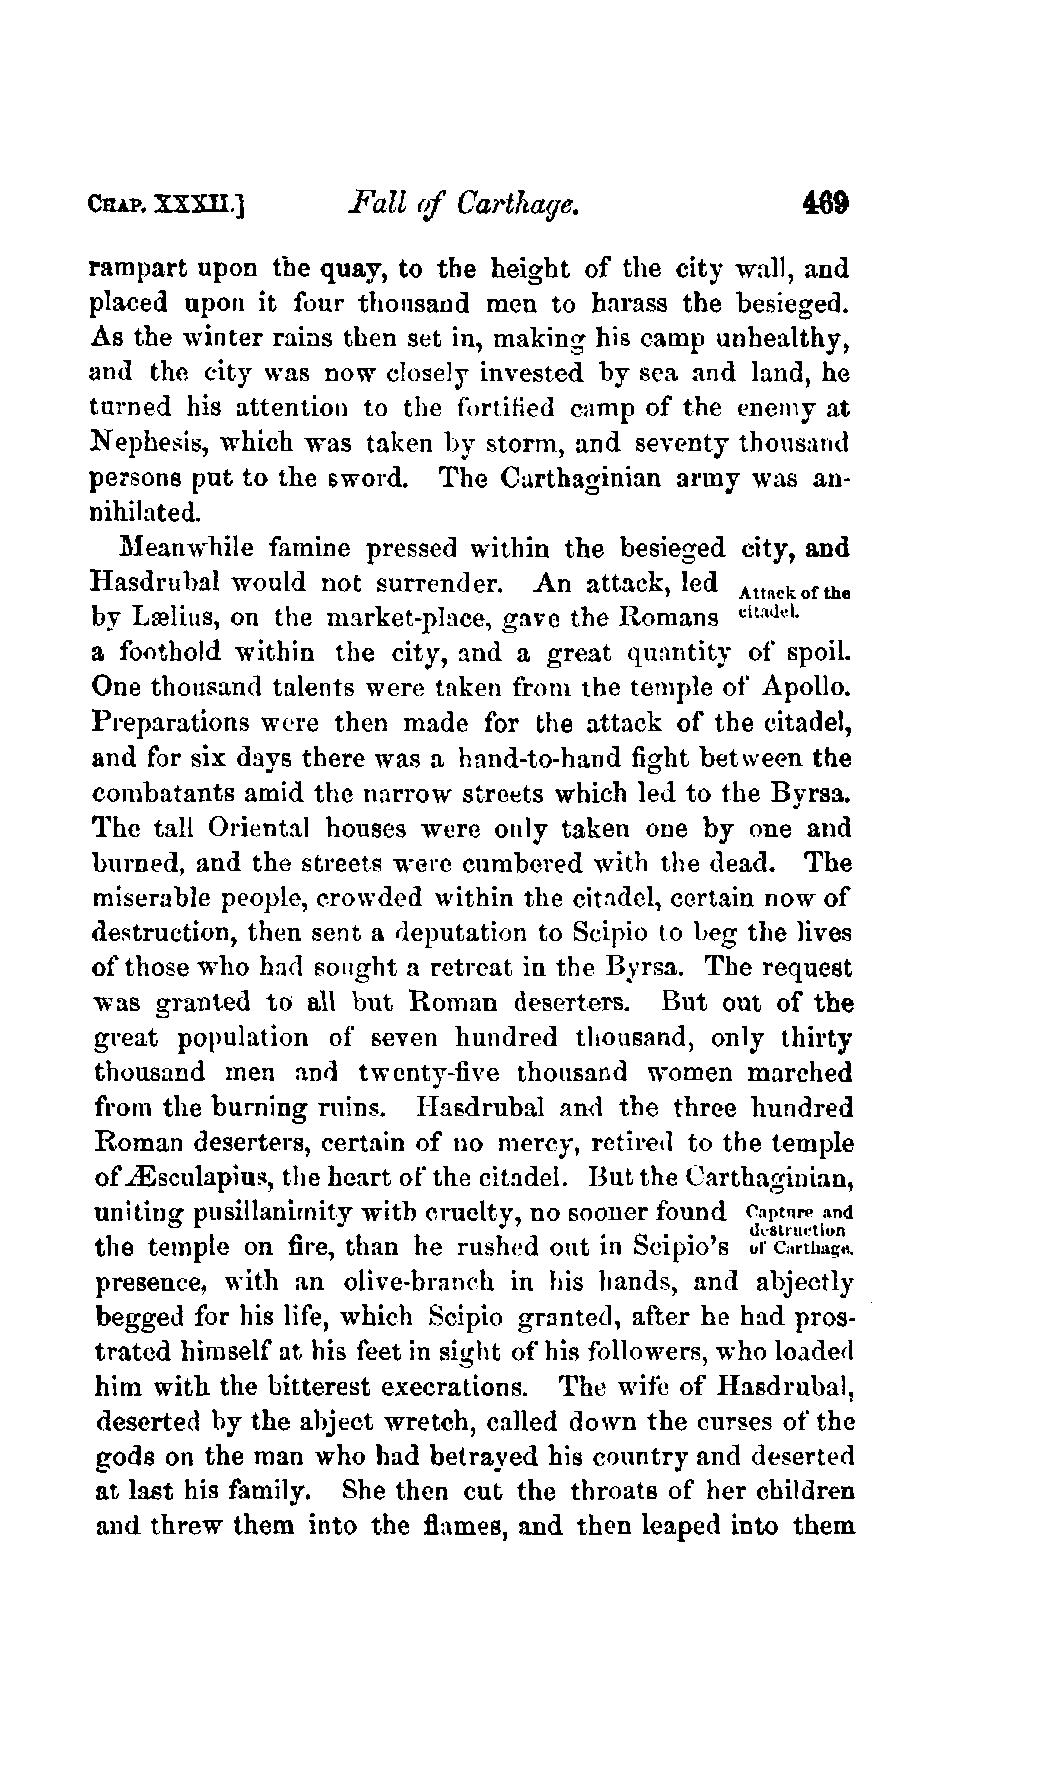 CHAP. XXXII.] Fall of Carthage. 469
rampart upon the quay, to the height of the city wall, and
placed upon it four thousand men to harass the besieged.
As the winter rains then set in, making his camp unhealthy,
and the city was now closely invested by sea and land, he
turned his attention to the fortified camp of the enemy at
Nephesis, which was taken by storm, and seventy thousand
persons put to the sword. The Carthaginian army was an-
nihilated.
Meanwhile famine pressed within the besieged city, and
Hasdrubal would not surrender. An attack, led
Attack of the
by Lælius, on the market-place, gave the Romans
citadel.
a foothold within the city, and a great quantity of spoil.
One thousand talents were taken from the temple of Apollo.
Preparations were then made for the attack of the citadel,
and for six days there was a hand-to-hand fight between the
combatants amid the narrow streets which led to the Byrsa.
The tall Oriental houses were only taken one by one and
burned, and the streets were cumbered with the dead. The
miserable people, crowded within the citadel, certain now of
destruction, then sent a deputation to Scipio to beg the lives
of those who had sought a retreat in the Byrsa. The request
was granted to all but Roman deserters. But out of the
great population of seven hundred thousand, only thirty
thousand men and twenty-five thousand women marched
from the burning ruins. Hasdrubal and the three hundred
Roman deserters, certain of no mercy, retired to the temple
of Æsculapius, the heart of the citadel. But the Carthaginian,
uniting pusillanimity with cruelty, no sooner found
Capture and
destruction
the temple on fire, than he rushed out in Scipio's
of Carthage.
presence, with an olive-branch in his hands, and abjectly
begged for his life, which Scipio granted, after he had pros-
trated himself at his feet in sight of his followers, who loaded
him with the bitterest execrations. The wife of Hasdrubal,
deserted by the abject wretch, called down the curses of the
gods on the man who had betrayed his country and deserted
at last his family. She then cut the throats of her children
and threw them into the flames, and then leaped into them